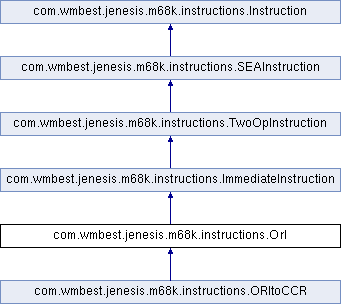 com.wmbest.jenesis.m68k.instructions.Instruction
com.wmbest.jenesis.m68k.instructions.SEAInstruction
com.wmbest.jenesis.m68k.instructions.TwoOpInstruction
com.wmbest.jenesis.m68k.instructions.ImmediateInstruction
com.wmbest.jenesis.m68k.instructions.OrI
com.wmbest.jenesis.m68k.instructions.ORItoCCR